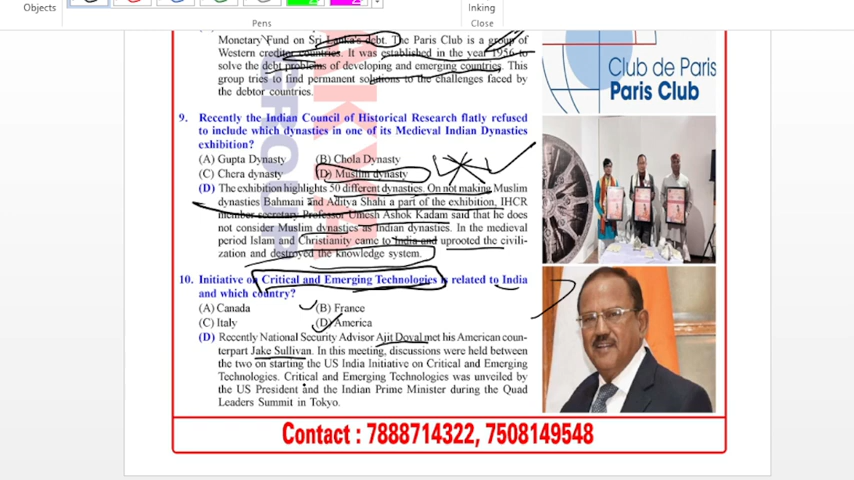 Objects
Pens
Inking
Close
Monetary Fund on Sri Lanka's debt. The Paris Club is a group of
Western creditor countries. It was established in the year 1956 to
solve the debt problems of developing and emerging countries. This
group tries to find permanent solutions to the challenges faced by
the debtor countries.
Club de Paris
Paris Club
9. Recently the Indian Council of Historical Research flatly refused
to include which dynasties in one of its Medieval Indian Dynasties
exhibition?
(A) Gupta Dynasty (B) Chola Dynasty
(C) Chera dynasty (D) Muslim dynasty
(D) The exhibition highlights 50 different dynasties. On not making Muslim
dynasties Bahmani and Aditya Shahi a part of the exhibition, IHCR
member secretary Professor Umesh Ashok Kadam said that he does
not consider Muslim dynasties as Indian dynasties. In the medieval
period Islam and Christianity came to India and uprooted the civili-
zation and destroyed the knowledge system.
10. Initiative on Critical and Emerging Technologies is related to India
and which country?
(A) Canada (B) France
(C) Italy (D) America
(D) Recently National Security Advisor Ajit Doval met his American coun-
terpart Jake Sullivan. In this meeting, discussions were held between
the two on starting the US India Initiative on Critical and Emerging
Technologies. Critical and Emerging Technologies was unveiled by
the US President and the Indian Prime Minister during the Quad
Leaders Summit in Tokyo.
Contact : 7888714322, 7508149548